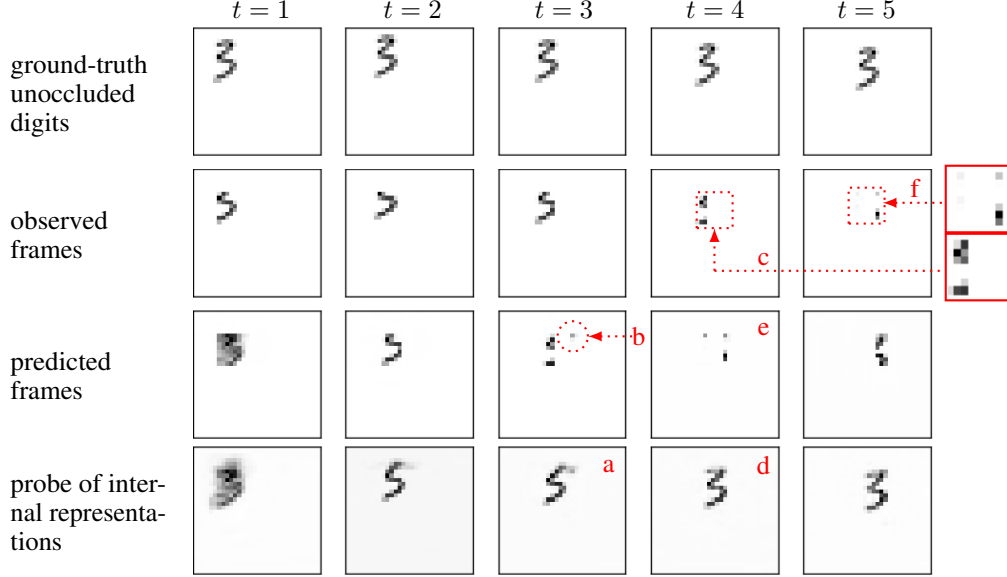 t = 1 t = 2 t = 3 t = 4 t = 5
ground-truth
unoccluded
digits
observed
frames
f
c
predicted
frames
b
e
probe of inter-
nal representa-
tions
a
d